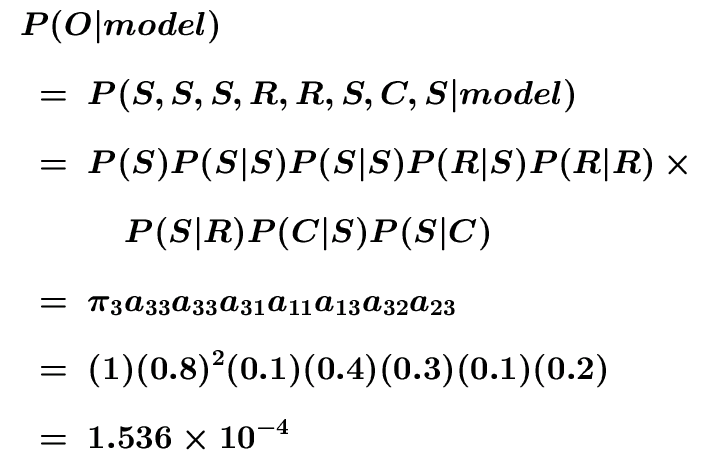 P(O|model)
= P(S, S, S, R, R, S, C, S|model)
= P(S)P(S|S)P(S|S)P(R|S)P(R|R) ×
P(S|R)P(C|S)P(S|C)
= π₃a₃₃a₃₃a₃₁a₁₁a₁₃a₃₂a₂₃
= (1)(0.8)²(0.1)(0.4)(0.3)(0.1)(0.2)
= 1.536 × 10⁻⁴